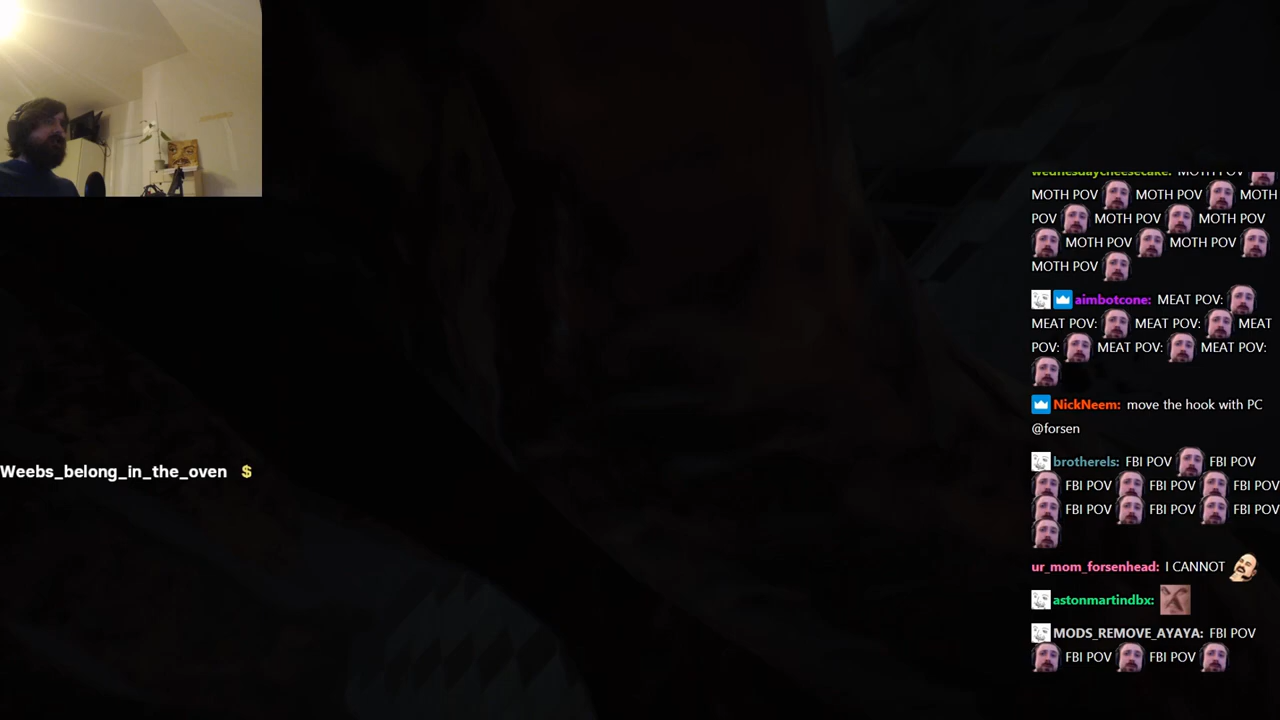 wednesdaycheesecake: MOTH POV
MOTH POV MOTH POV MOTH
POV MOTH POV MOTH POV
MOTH POV MOTH POV
MOTH POV
aimbotcone: MEAT POV:
MEAT POV: MEAT POV: MEAT
POV: MEAT POV: MEAT POV:
NickNeem: move the hook with PC
@forsen
Weebs_belong_in_the_oven $
brotherels: FBI POV FBI POV
FBI POV FBI POV FBI POV
FBI POV FBI POV FBI POV
ur_mom_forsenhead: I CANNOT
astonmartindbx:
MODS_REMOVE_AYAYA: FBI POV
FBI POV FBI POV